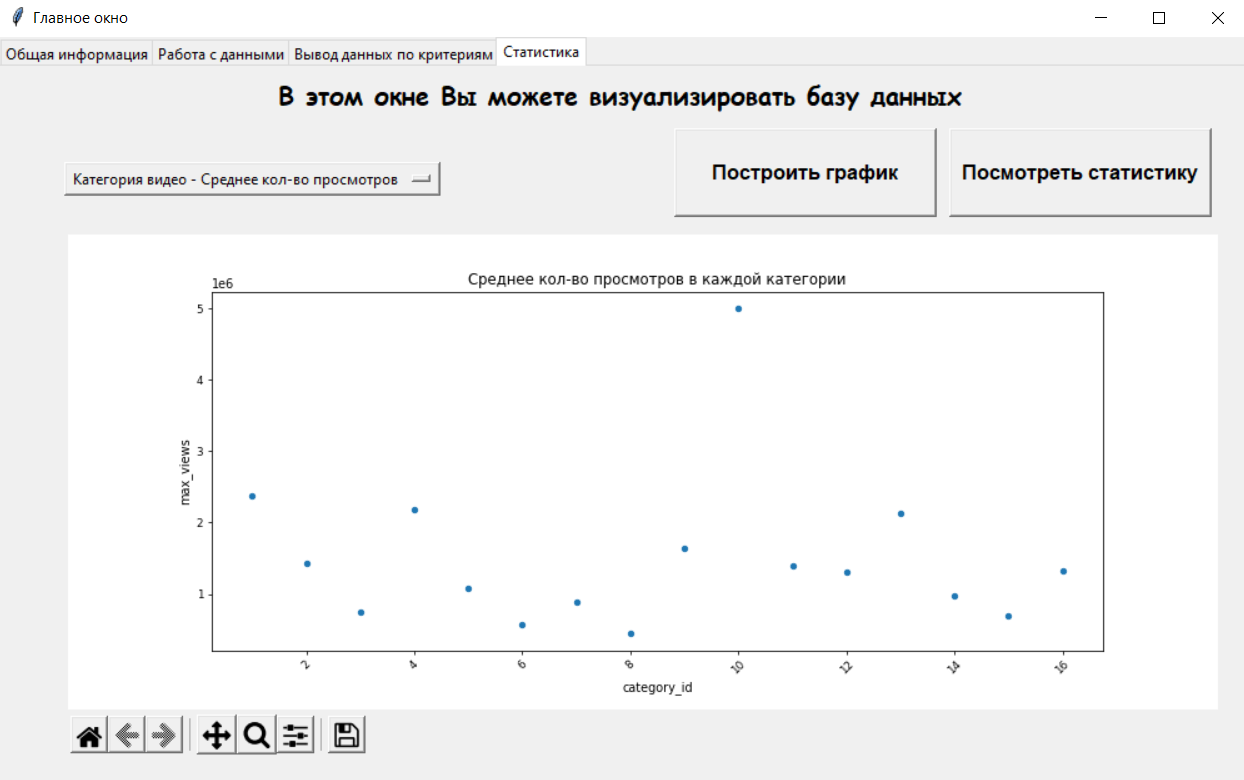 Главное окно
Общая информация Работа с данными Вывод данных по критериям Статистика
В этом окне Вы можете визуализировать базу данных
Категория видео - Среднее кол-во просмотров
Построить график
Посмотреть статистику
Среднее кол-во просмотров в каждой категории
1e6
5
4
3
2
1
max_views
2 4 6 8 10 12 14 16
category_id